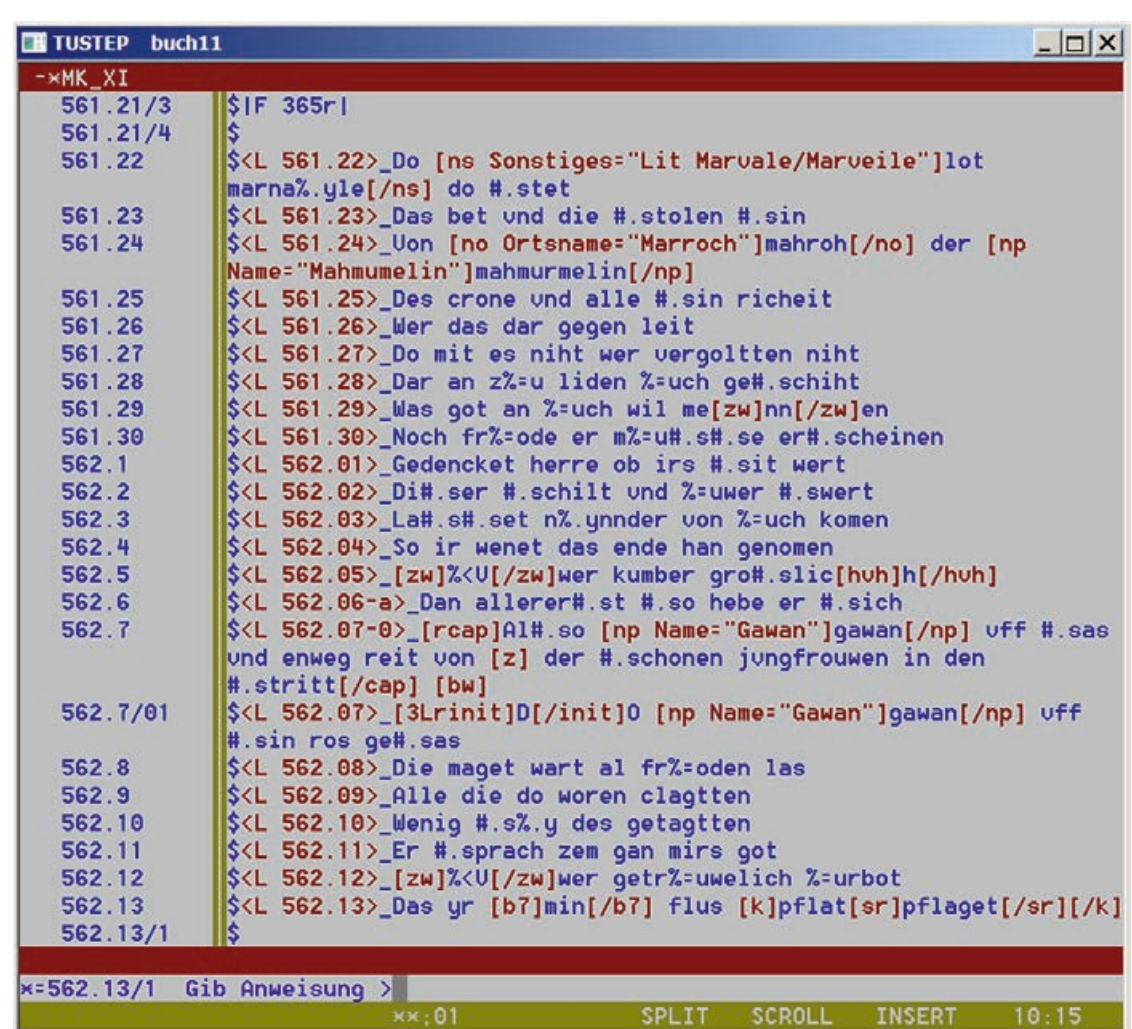 TUSTEP buch11
-*MK_XI
561.21/3 $|F 365r|
561.21/4 $
561.22 $<L 561.22>_Do [ns Sonstiges="Lit Marvale/Marveile"]lot
marna%.yle[/ns] do #.stet
561.23 $<L 561.23>_Das bet vnd die #.stolen #.sin
561.24 $<L 561.24>_Von [no Ortsname="Marroch"]mahroh[/no] der [np
Name="Mahmumelin"]mahmurmelin[/np]
561.25 $<L 561.25>_Des crone vnd alle #.sin richeit
561.26 $<L 561.26>_Wer das dar gegen leit
561.27 $<L 561.27>_Do mit es niht wer vergoltten niht
561.28 $<L 561.28>_Dar an z%=u liden %=uch ge#.schiht
561.29 $<L 561.29>_Was got an %=uch wil me[zw]nn[/zw]en
561.30 $<L 561.30>_Noch fr%=ode er m%=u#.s#.se er#.scheinen
562.1 $<L 562.01>_Gedencket herre ob irs #.sit wert
562.2 $<L 562.02>_Di#.ser #.schilt vnd %=uwer #.swert
562.3 $<L 562.03>_La#.s#.set n%.ynnder von %=uch komen
562.4 $<L 562.04>_So ir wenet das ende han genomen
562.5 $<L 562.05>_[zw]%<V[/zw]wer kumber gro#.slic[hvh]h[/hvh]
562.6 $<L 562.06-a>_Dan allerer#.st #.so hebe er #.sich
562.7 $<L 562.07-0>_[rcap]Al#.so [np Name="Gawan"]gawan[/np] vff #.sas
vnd enweg reit von [z] der #.schonen jvngfrouwen in den
#.stritt[/cap] [bw]
562.7/01 $<L 562.07>_[3Lrinit]D[/init]O [np Name="Gawan"]gawan[/np] vff
#.sin ros ge#.sas
562.8 $<L 562.08>_Die maget wart al fr%=oden las
562.9 $<L 562.09>_Alle die do woren clagtten
562.10 $<L 562.10>_Wenig #.s%.y des getagtten
562.11 $<L 562.11>_Er #.sprach zem gan mirs got
562.12 $<L 562.12>_[zw]%<V[/zw]wer getr%=uwelich %=urbot
562.13 $<L 562.13>_Das yr [b7]min[/b7] flus [k]pflat[sr]pflaget[/sr][/k]
562.13/1 $
*=562.13/1 Gib Anweisung >
**;01 SPLIT SCROLL INSERT 10:15